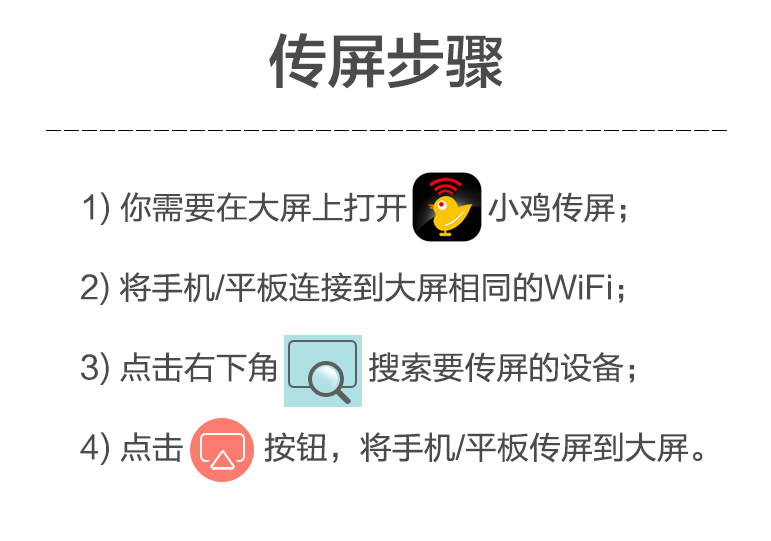 传屏步骤
1) 你需要在大屏上打开 小鸡传屏；
2) 将手机/平板连接到大屏相同的WiFi；
3) 点击右下角 搜索要传屏的设备；
4) 点击 按钮，将手机/平板传屏到大屏。